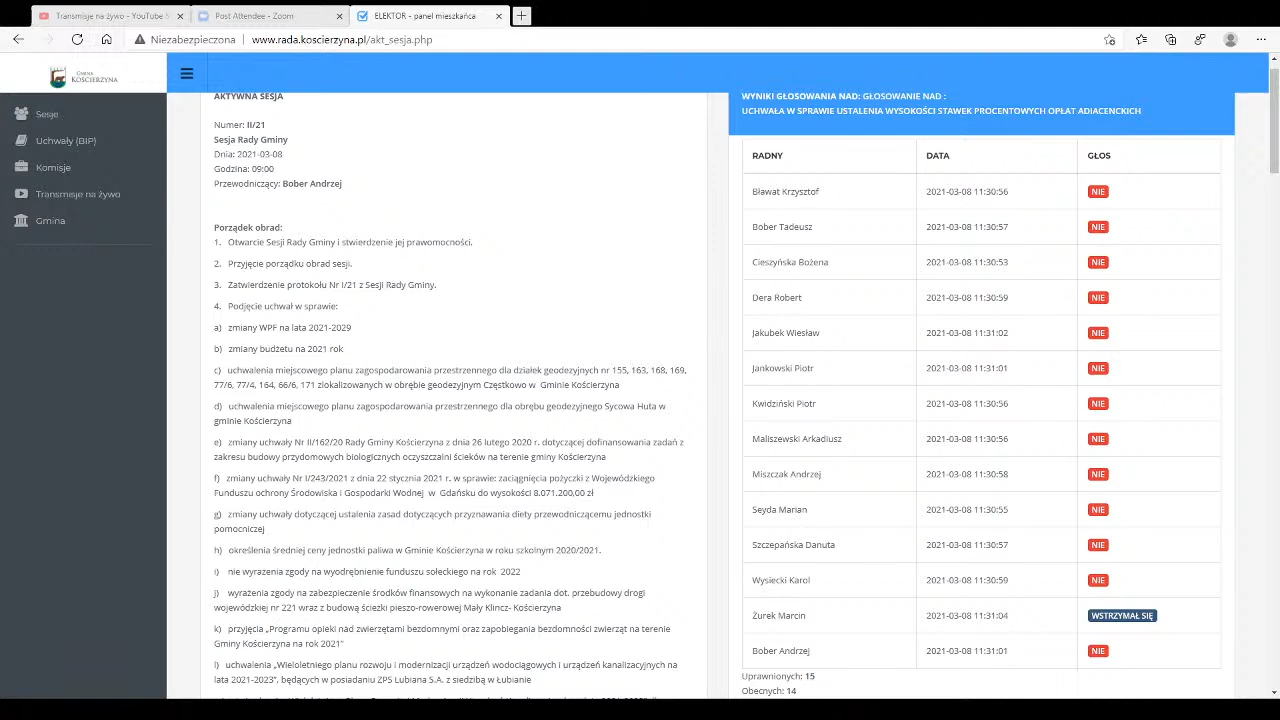 Transmisje na żywo - YouTube S
Post Attendee - Zoom
ELEKTOR - panel mieszkańca
Niezabezpieczona
www.rada.koscierzyna.pl/akt_sesja.php
GMINA
KOŚCIERZYNA
Sesje
Uchwały (BIP)
Komisje
Transmisje na żywo
Gmina
AKTYWNA SESJA
Numer: II/21
Sesja Rady Gminy
Dnia: 2021-03-08
Godzina: 09:00
Przewodniczący: Bober Andrzej
Porządek obrad:
1. Otwarcie Sesji Rady Gminy i stwierdzenie jej prawomocności.
2. Przyjęcie porządku obrad sesji.
3. Zatwierdzenie protokołu Nr I/21 z Sesji Rady Gminy.
4. Podjęcie uchwał w sprawie:
a) zmiany WPF na lata 2021-2029
b) zmiany budżetu na 2021 rok
c) uchwalenia miejscowego planu zagospodarowania przestrzennego dla działek geodezyjnych nr 155, 163, 168, 169,
77/6, 77/4, 164, 66/6, 171 zlokalizowanych w obrębie geodezyjnym Częstkowo w Gminie Kościerzyna
d) uchwalenia miejscowego planu zagospodarowania przestrzennego dla obrębu geodezyjnego Sycowa Huta w
gminie Kościerzyna
e) zmiany uchwały Nr II/162/20 Rady Gminy Kościerzyna z dnia 26 lutego 2020 r. dotyczącej dofinansowania zadań z
zakresu budowy przydomowych biologicznych oczyszczalni ścieków na terenie gminy Kościerzyna
f) zmiany uchwały Nr I/243/2021 z dnia 22 stycznia 2021 r. w sprawie: zaciągnięcia pożyczki z Wojewódzkiego
Funduszu ochrony Środowiska i Gospodarki Wodnej w Gdańsku do wysokości 8.071.200,00 zł
g) zmiany uchwały dotyczącej ustalenia zasad dotyczących przyznawania diety przewodniczącemu jednostki
pomocniczej
h) określenia średniej ceny jednostki paliwa w Gminie Kościerzyna w roku szkolnym 2020/2021.
i) nie wyrażenia zgody na wyodrębnienie funduszu sołeckiego na rok 2022
j) wyrażenia zgody na zabezpieczenie środków finansowych na wykonanie zadania dot. przebudowy drogi
wojewódzkiej nr 221 wraz z budową ścieżki pieszo-rowerowej Mały Klincz- Kościerzyna
k) przyjęcia „Programu opieki nad zwierzętami bezdomnymi oraz zapobiegania bezdomności zwierząt na terenie
Gminy Kościerzyna na rok 2021"
l) uchwalenia „Wieloletniego planu rozwoju i modernizacji urządzeń wodociągowych i urządzeń kanalizacyjnych na
lata 2021-2023", będących w posiadaniu ZPS Lubiana S.A. z siedzibą w Łubianie
WYNIKI GŁOSOWANIA NAD: GŁOSOWANIE NAD :
UCHWAŁA W SPRAWIE USTALENIA WYSOKOŚCI STAWEK PROCENTOWYCH OPŁAT ADIACENCKICH
RADNY DATA GŁOS
Bławat Krzysztof 2021-03-08 11:30:56 NIE
Bober Tadeusz 2021-03-08 11:30:57 NIE
Cieszyńska Bożena 2021-03-08 11:30:53 NIE
Dera Robert 2021-03-08 11:30:59 NIE
Jakubek Wiesław 2021-03-08 11:31:02 NIE
Jankowski Piotr 2021-03-08 11:31:01 NIE
Kwidziński Piotr 2021-03-08 11:30:56 NIE
Maliszewski Arkadiusz 2021-03-08 11:30:56 NIE
Miszczak Andrzej 2021-03-08 11:30:58 NIE
Seyda Marian 2021-03-08 11:30:55 NIE
Szczepańska Danuta 2021-03-08 11:30:57 NIE
Wysiecki Karol 2021-03-08 11:30:59 NIE
Żurek Marcin 2021-03-08 11:31:04 WSTRZYMAŁ SIĘ
Bober Andrzej 2021-03-08 11:31:01 NIE
Uprawnionych: 15
Obecnych: 14